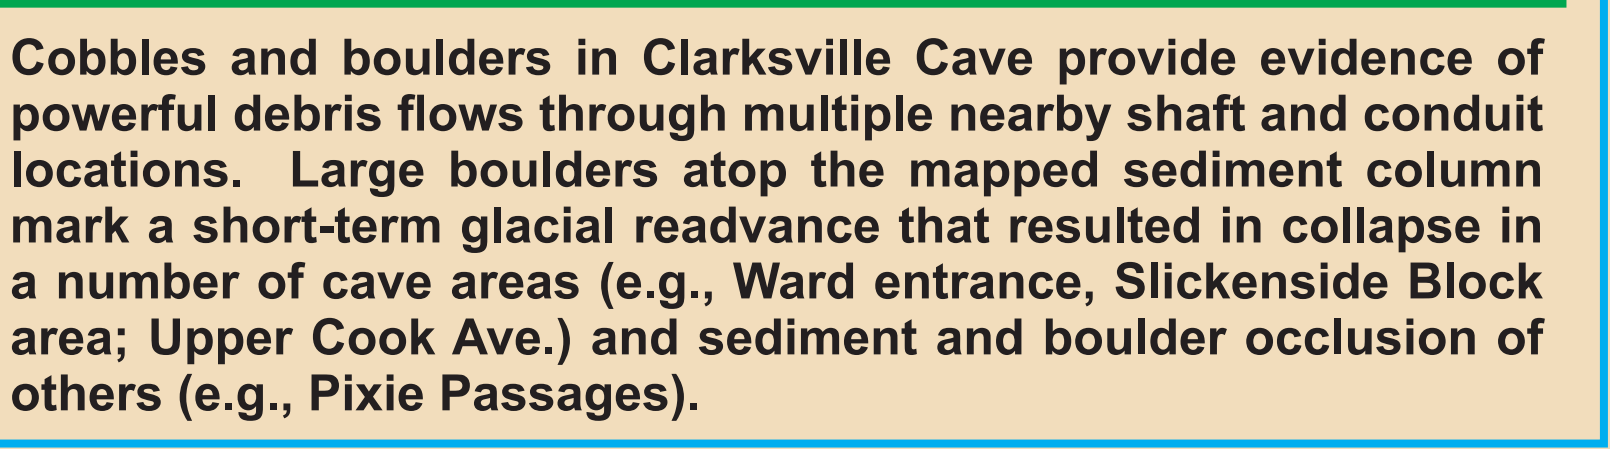 Cobbles and boulders in Clarksville Cave provide evidence of
powerful debris flows through multiple nearby shaft and conduit
locations.  Large boulders atop the mapped sediment column
mark a short-term glacial readvance that resulted in collapse in
a number of cave areas (e.g., Ward entrance, Slickenside Block
area; Upper Cook Ave.) and sediment and boulder occlusion of
others (e.g., Pixie Passages).